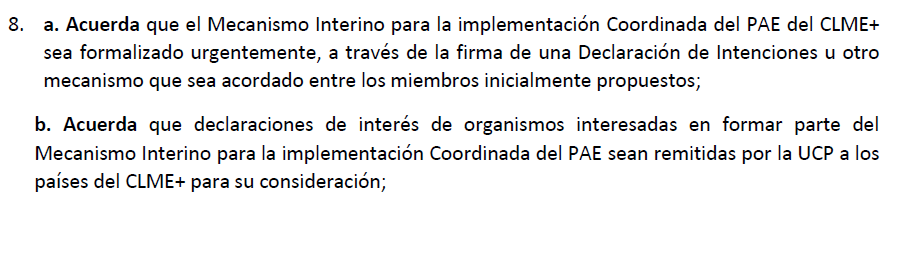 8. a. Acuerda que el Mecanismo Interino para la implementación Coordinada del PAE del CLME+
sea formalizado urgentemente, a través de la firma de una Declaración de Intenciones u otro
mecanismo que sea acordado entre los miembros inicialmente propuestos;
b. Acuerda que declaraciones de interés de organismos interesadas en formar parte del
Mecanismo Interino para la implementación Coordinada del PAE sean remitidas por la UCP a los
países del CLME+ para su consideración;